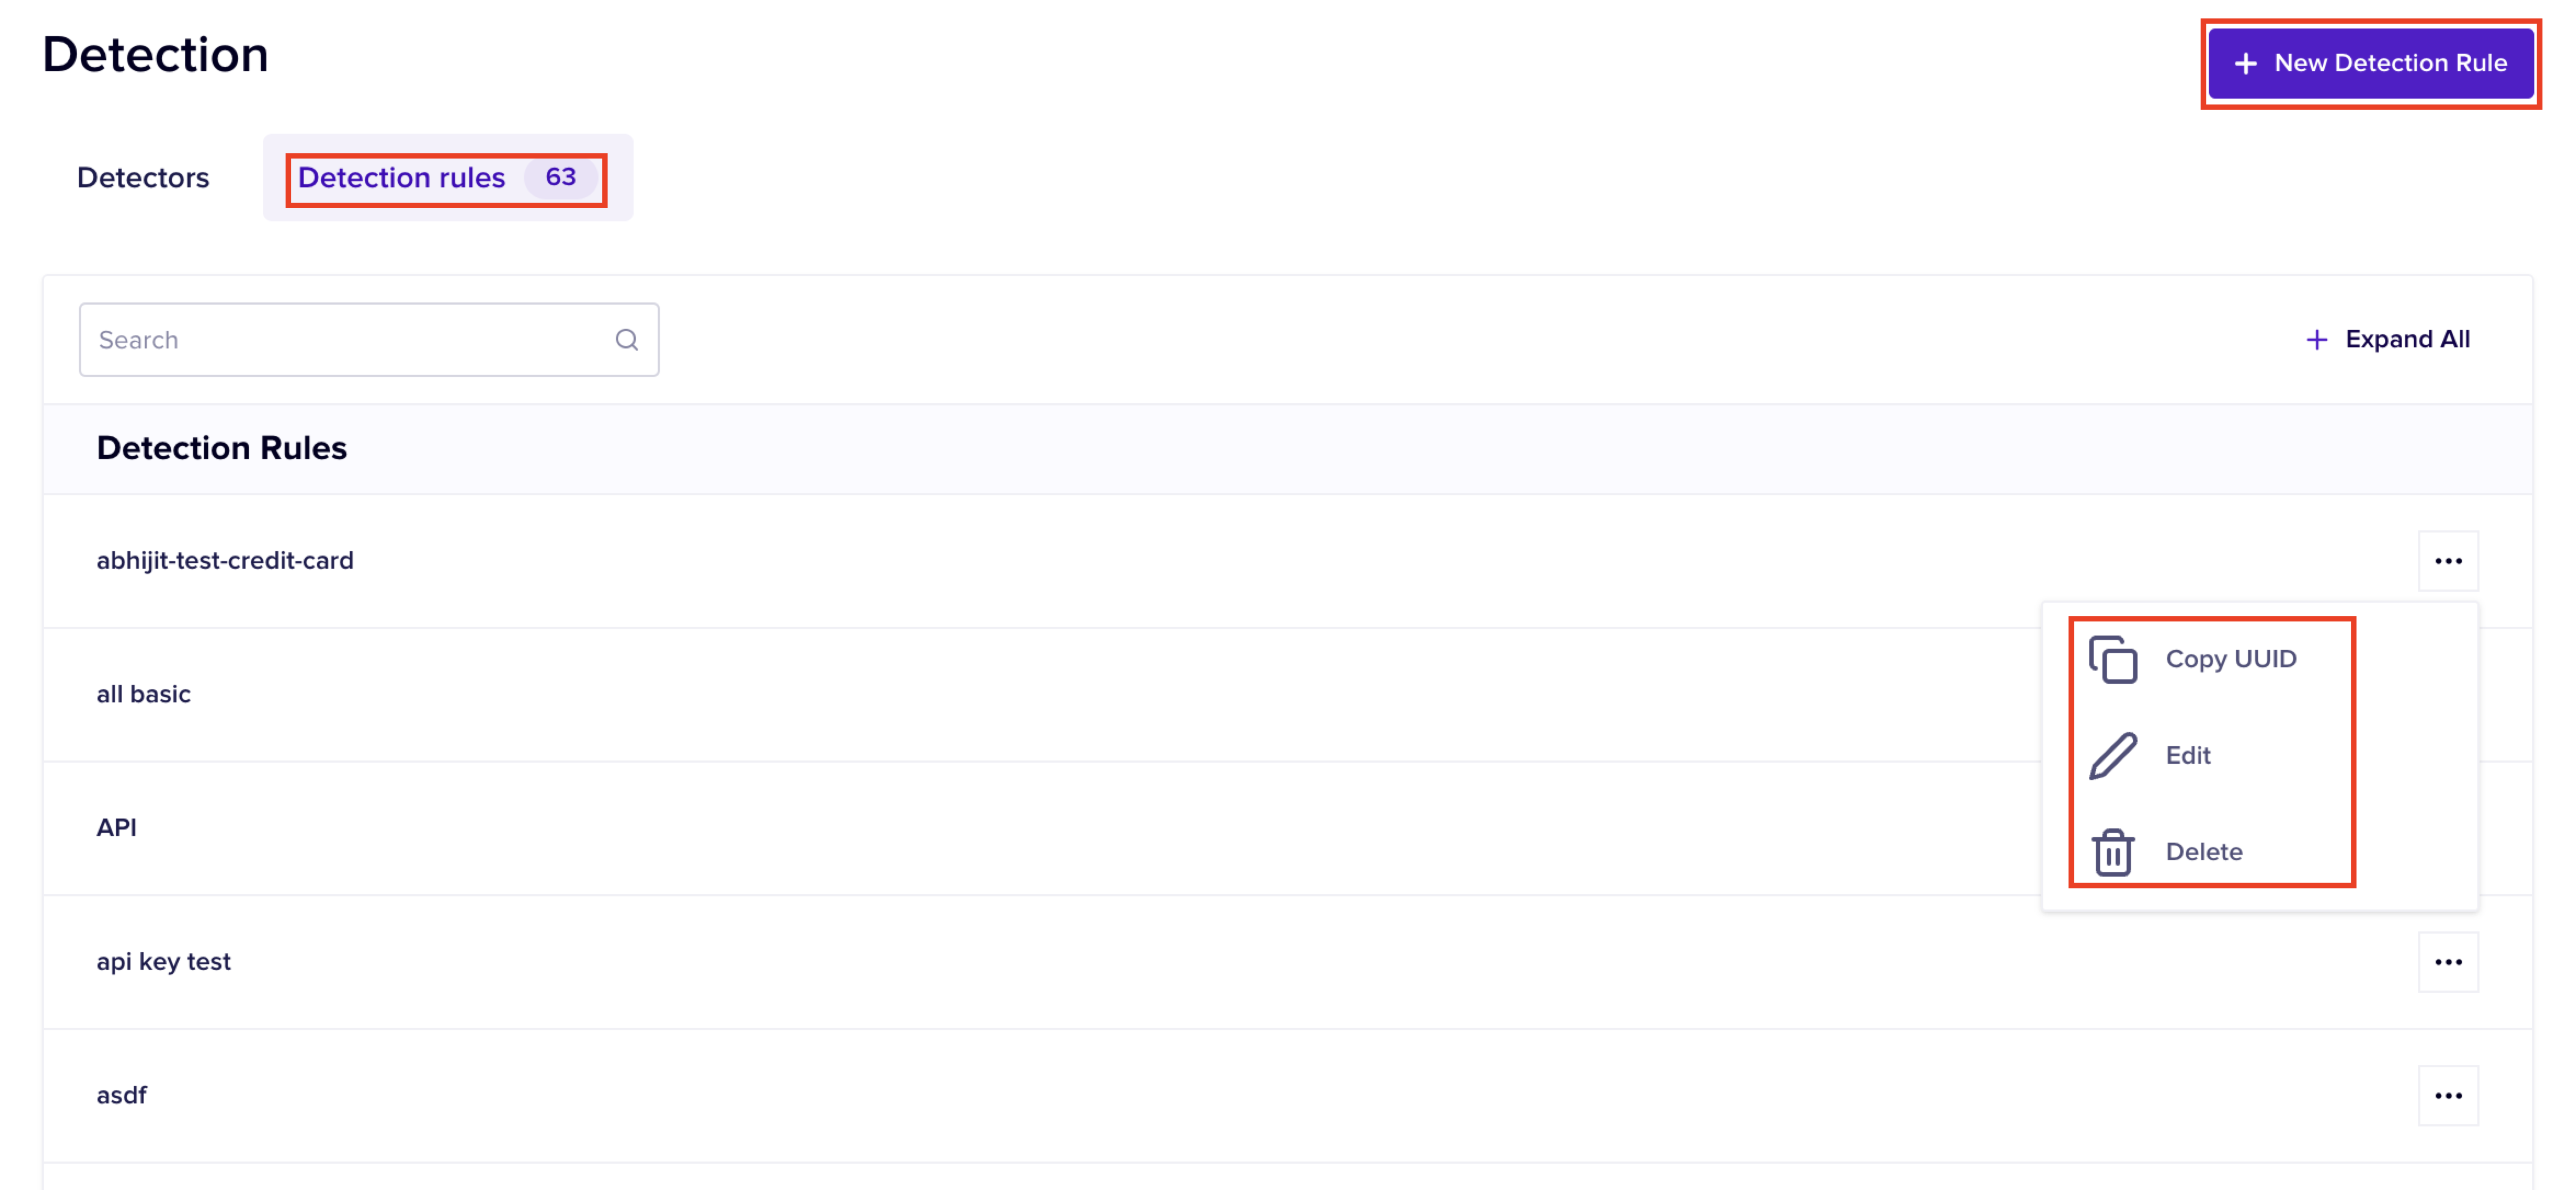 Detection
+ New Detection Rule
Detectors
Detection rules 63
Search
+ Expand All
Detection Rules
abhijit-test-credit-card
Copy UUID
all basic
Edit
API
Delete
api key test
asdf